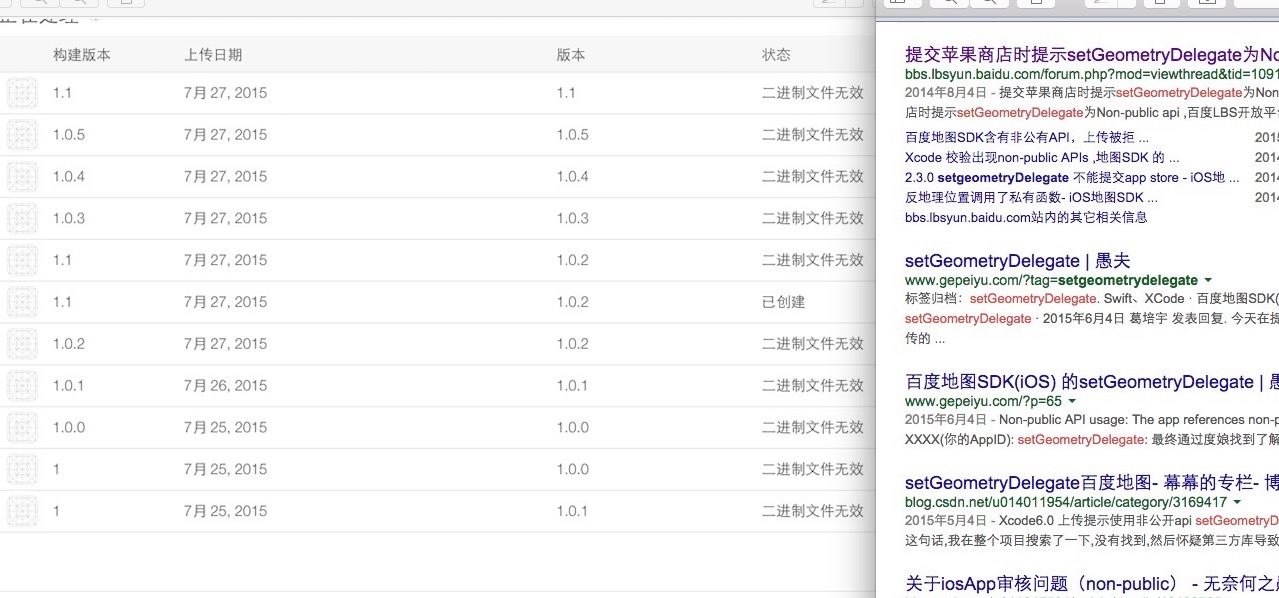 正在处理
构建版本 上传日期 版本 状态
1.1 7月 27, 2015 1.1 二进制文件无效
1.0.5 7月 27, 2015 1.0.5 二进制文件无效
1.0.4 7月 27, 2015 1.0.4 二进制文件无效
1.0.3 7月 27, 2015 1.0.3 二进制文件无效
1.1 7月 27, 2015 1.0.2 二进制文件无效
1.1 7月 27, 2015 1.0.2 已创建
1.0.2 7月 27, 2015 1.0.2 二进制文件无效
1.0.1 7月 26, 2015 1.0.1 二进制文件无效
1.0.0 7月 25, 2015 1.0.0 二进制文件无效
1 7月 25, 2015 1.0.0 二进制文件无效
1 7月 25, 2015 1.0.1 二进制文件无效
提交苹果商店时提示setGeometryDelegate为No
bbs.lbsyun.baidu.com/forum.php?mod=viewthread&tid=1091
2014年8月4日 - 提交苹果商店时提示setGeometryDelegate为Non
店时提示setGeometryDelegate为Non-public api ,百度LBS开放平
百度地图SDK含有非公有API，上传被拒 ... 2015
Xcode 校验出现non-public APIs ,地图SDK 的 ... 2014
2.3.0 setgeometryDelegate 不能提交app store - iOS地 ... 2014
反地理位置调用了私有函数- iOS地图SDK ... 2014
bbs.lbsyun.baidu.com站内的其它相关信息
setGeometryDelegate | 愚夫
www.gepeiyu.com/?tag=setgeometrydelegate
标签归档：setGeometryDelegate. Swift、XCode · 百度地图SDK(
setGeometryDelegate · 2015年6月4日 葛培宇 发表回复. 今天在提
传的 ...
百度地图SDK(iOS) 的setGeometryDelegate | 愚
www.gepeiyu.com/?p=65
2015年6月4日 - Non-public API usage: The app references non-p
XXXX(你的AppID): setGeometryDelegate: 最终通过度娘找到了解
setGeometryDelegate百度地图- 幕幕的专栏- 博
blog.csdn.net/u014011954/article/category/3169417
2015年5月4日 - Xcode6.0 上传提示使用非公开api setGeometryD
这句话,我在整个项目搜索了一下,没有找到,然后怀疑第三方库导致
关于iosApp审核问题（non-public） - 无奈何之